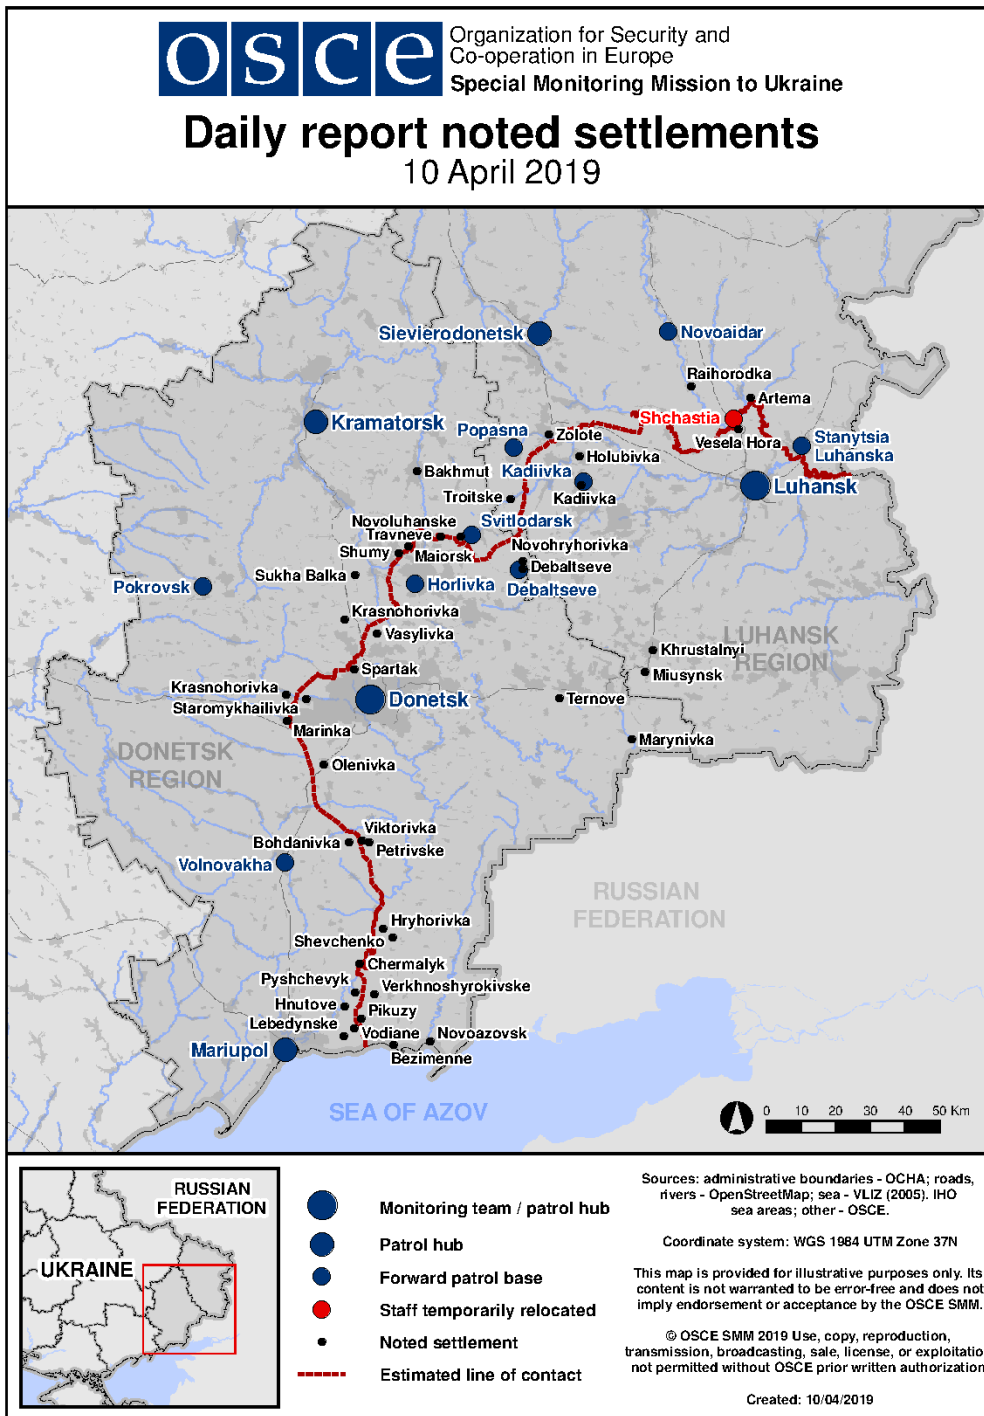 osce
Organization for Security and
Co-operation in Europe
Special Monitoring Mission to Ukraine
Daily report noted settlements
10 April 2019
Sievierodonetsk
Novoaidar
Raihorodka
Artema
Kramatorsk
Shchastia
Popasna
Zolote
Vesela Hora
Stanytsia
Luhanska
Bakhmut
Kadiivka
Holubivka
Kadiivka
Luhansk
Troitske
Novoluhanske
Svitlodarsk
Travneve
Shumy
Maiorsk
Novohryhorivka
Debaltseve
Sukha Balka
Pokrovsk
Horlivka
Debaltseve
Krasnohorivka
Vasylivka
LUHANSK
REGION
Khrustalnyi
Spartak
Miusynsk
Krasnohorivka
Staromykhailivka
Donetsk
Ternove
Marinka
Marynivka
DONETSK
REGION
Olenivka
Viktorivka
Bohdanivka
Petrivske
Volnovakha
RUSSIAN
FEDERATION
Hryhorivka
Shevchenko
Chermalyk
Pyshchevyk
Verkhnoshyrokivske
Hnutove
Pikuzy
Lebedynske
Vodiane
Novoazovsk
Mariupol
Bezimenne
SEA OF AZOV
0 10 20 30 40 50 Km
RUSSIAN
FEDERATION
UKRAINE
Monitoring team / patrol hub
Patrol hub
Forward patrol base
Staff temporarily relocated
Noted settlement
Estimated line of contact
Sources: administrative boundaries - OCHA; roads,
rivers - OpenStreetMap; sea - VLIZ (2005). IHO
sea areas; other - OSCE.
Coordinate system: WGS 1984 UTM Zone 37N
This map is provided for illustrative purposes only. Its
content is not warranted to be error-free and does not
imply endorsement or acceptance by the OSCE SMM.
© OSCE SMM 2019 Use, copy, reproduction,
transmission, broadcasting, sale, license, or exploitatio
not permitted without OSCE prior written authorization
Created: 10/04/2019